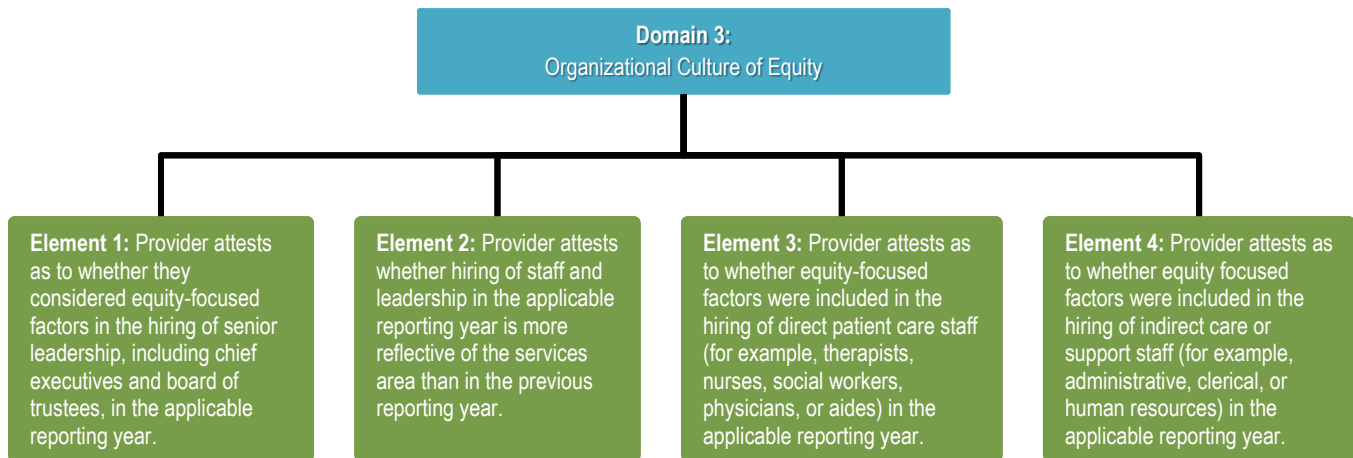 Domain 3:
Organizational Culture of Equity
Element 1: Provider attests
as to whether they
considered equity-focused
factors in the hiring of senior
leadership, including chief
executives and board of
trustees, in the applicable
reporting year.
Element 2: Provider attests
whether hiring of staff and
leadership in the applicable
reporting year is more
reflective of the services
area than in the previous
reporting year.
Element 3: Provider attests as
to whether equity-focused
factors were included in the
hiring of direct patient care staff
(for example, therapists,
nurses, social workers,
physicians, or aides) in the
applicable reporting year.
Element 4: Provider attests as
to whether equity focused
factors were included in the
hiring of indirect care or
support staff (for example,
administrative, clerical, or
human resources) in the
applicable reporting year.